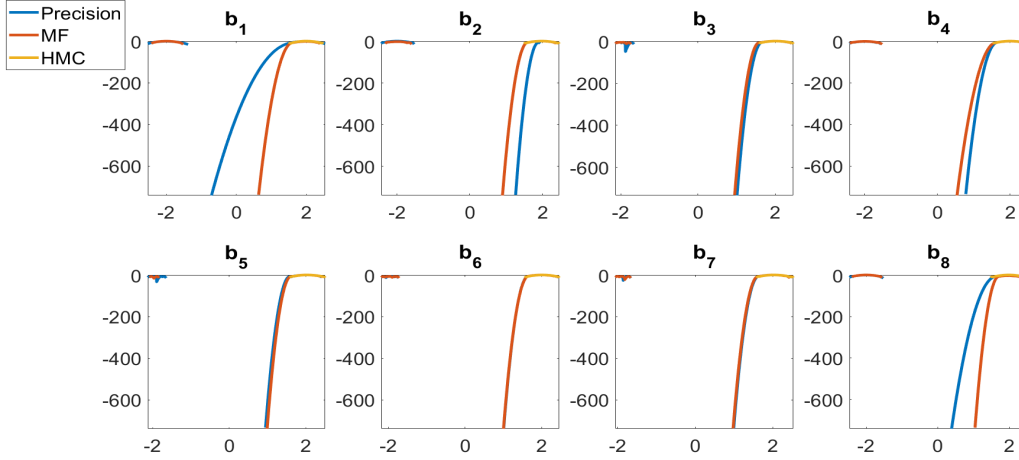 Precision
MF
HMC
b1 b2 b3 b4
0 0 0 0
-200 -200 -200 -200
-400 -400 -400 -400
-600 -600 -600 -600
-2 0 2 -2 0 2 -2 0 2 -2 0 2
b5 b6 b7 b8
0 0 0 0
-200 -200 -200 -200
-400 -400 -400 -400
-600 -600 -600 -600
-2 0 2 -2 0 2 -2 0 2 -2 0 2